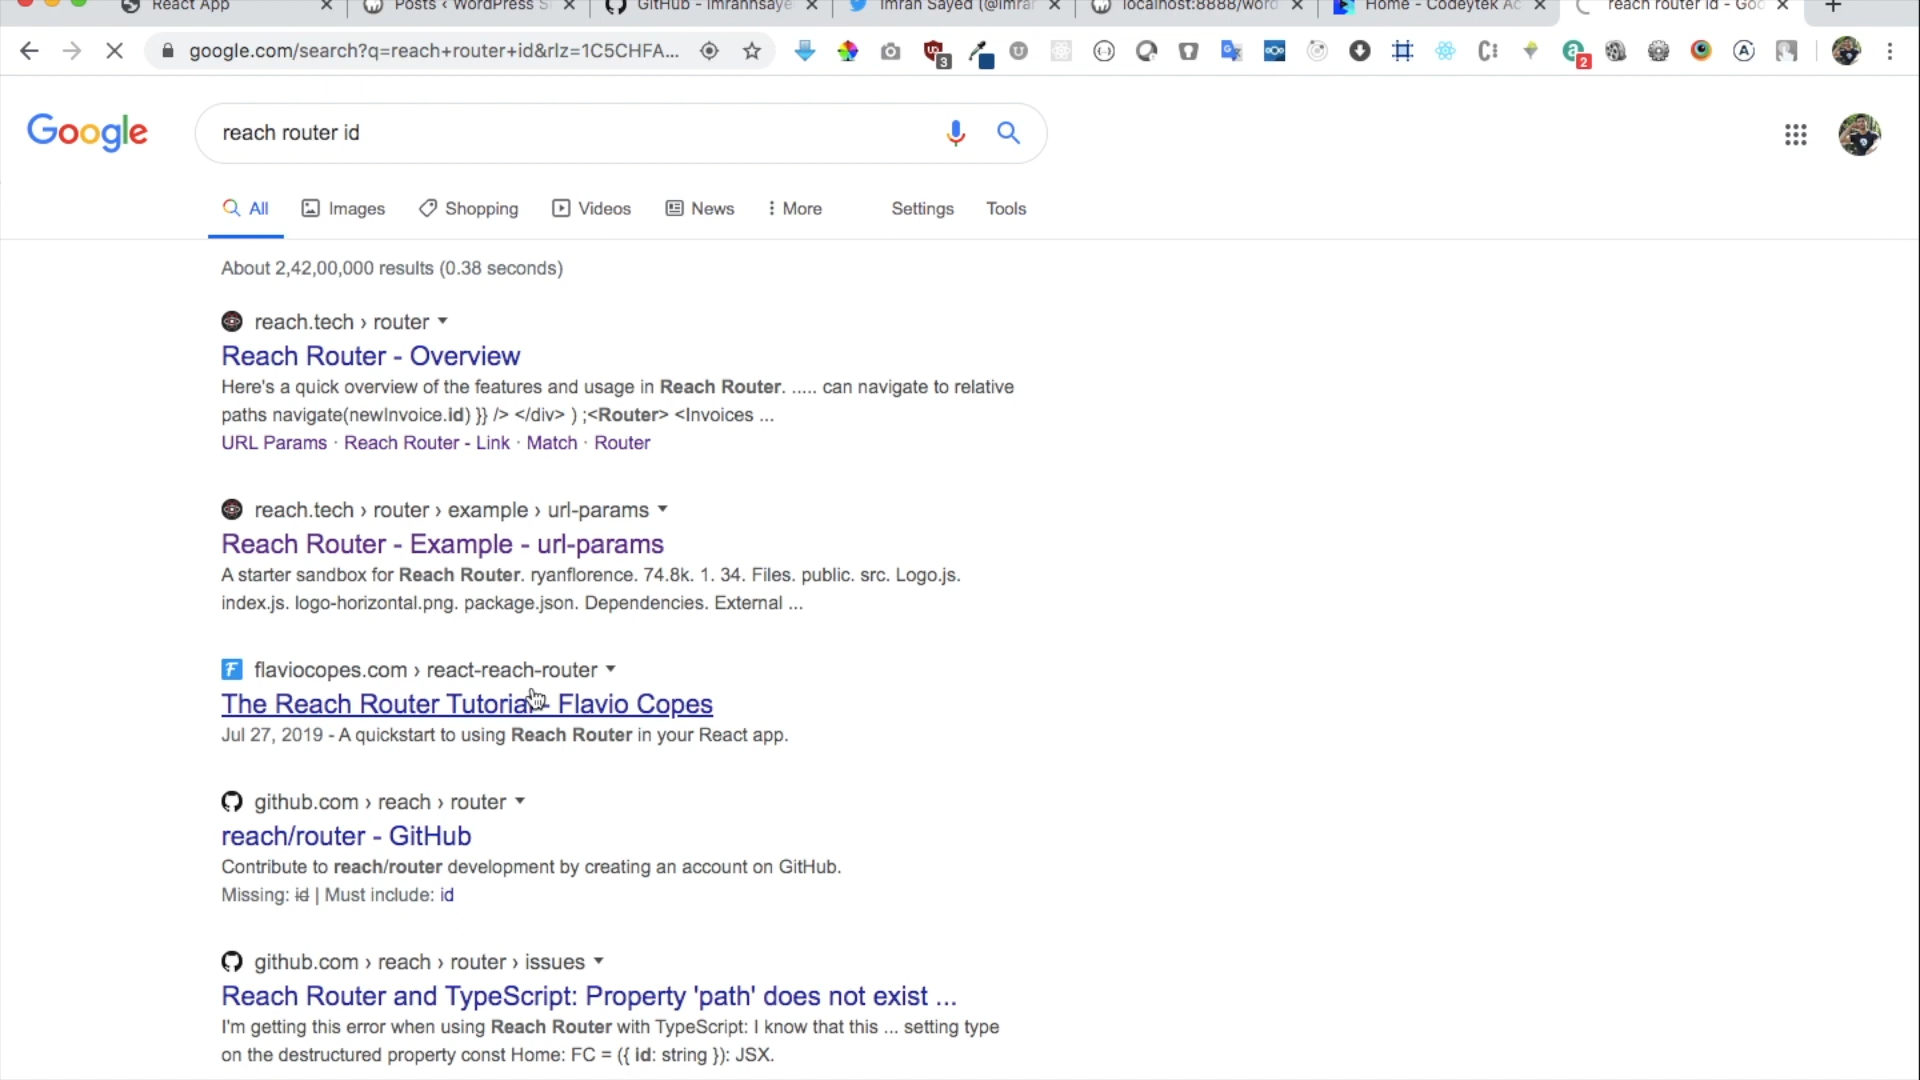 React App
Posts ‹ WordPress S
GitHub - imranhsaye
Imran Sayed (@imran
localhost:8888/word
Home - Codeytek Ac
reach router id - Goo
google.com/search?q=reach+router+id&rlz=1C5CHFA...
3
2
Google
reach router id
All
Images
Shopping
Videos
News
More
Settings
Tools
About 2,42,00,000 results (0.38 seconds)
reach.tech › router
Reach Router - Overview
Here's a quick overview of the features and usage in Reach Router. ..... can navigate to relative
paths navigate(newInvoice.id) }} /> </div> ) ;<Router> <Invoices ...
URL Params · Reach Router - Link · Match · Router
reach.tech › router › example › url-params
Reach Router - Example - url-params
A starter sandbox for Reach Router. ryanflorence. 74.8k. 1. 34. Files. public. src. Logo.js.
index.js. logo-horizontal.png. package.json. Dependencies. External ...
flaviocopes.com › react-reach-router
The Reach Router Tutorial - Flavio Copes
Jul 27, 2019 - A quickstart to using Reach Router in your React app.
github.com › reach › router
reach/router - GitHub
Contribute to reach/router development by creating an account on GitHub.
Missing: id | Must include: id
github.com › reach › router › issues
Reach Router and TypeScript: Property 'path' does not exist ...
I'm getting this error when using Reach Router with TypeScript: I know that this ... setting type
on the destructured property const Home: FC = ({ id: string }): JSX.